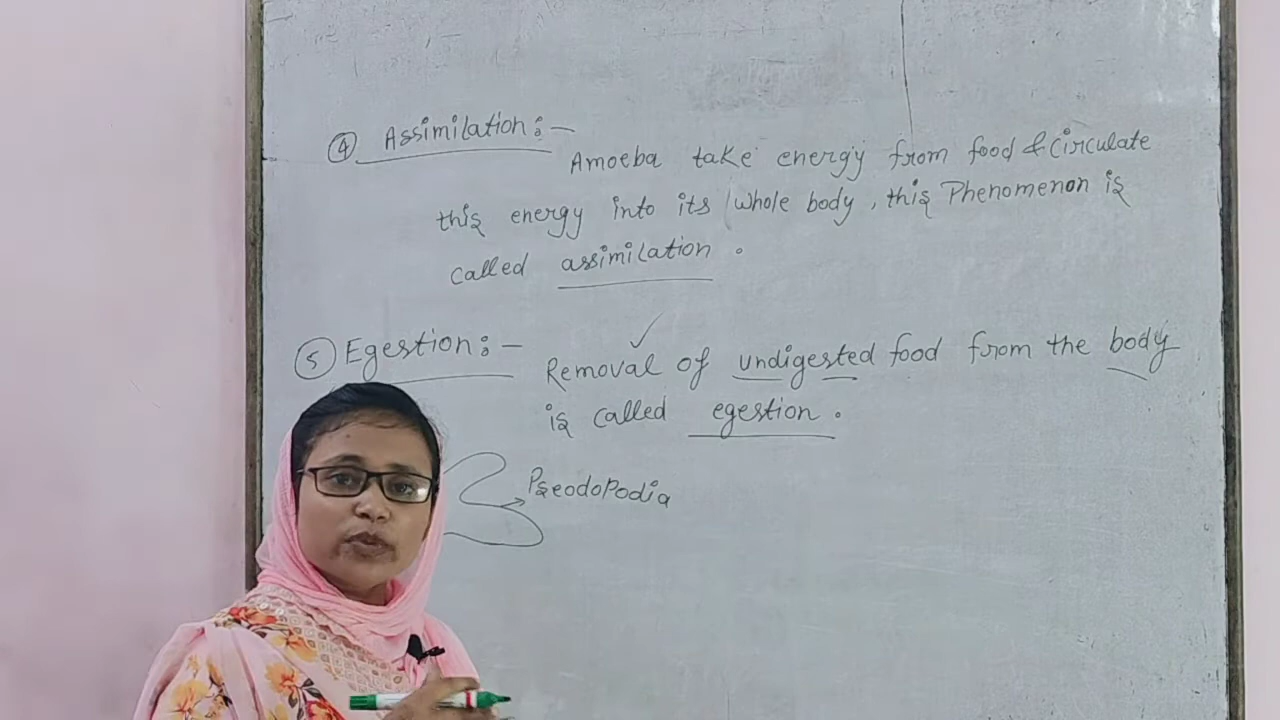 ④ Assimilation:-
Amoeba take energy from food & Circulate
this energy into its whole body, this Phenomenon is
called assimilation.
⑤ Egestion:-
Removal of undigested food from the body
is called egestion.
Pseodopodia